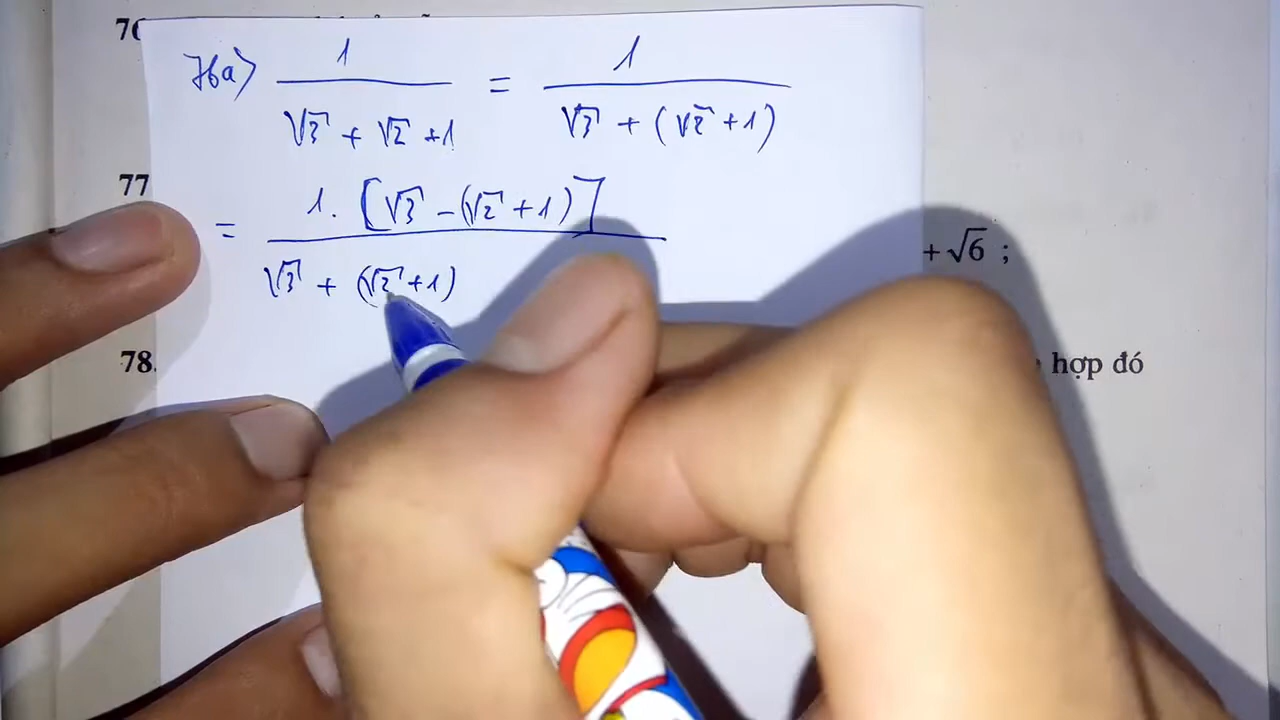 76
76a) 1/(√3 + √2 + 1) = 1/(√3 + (√2 + 1))
77
= 1.[√3 - (√2 + 1)]/(√3 + (√2 + 1)
+ √6 ;
78.
hợp đó